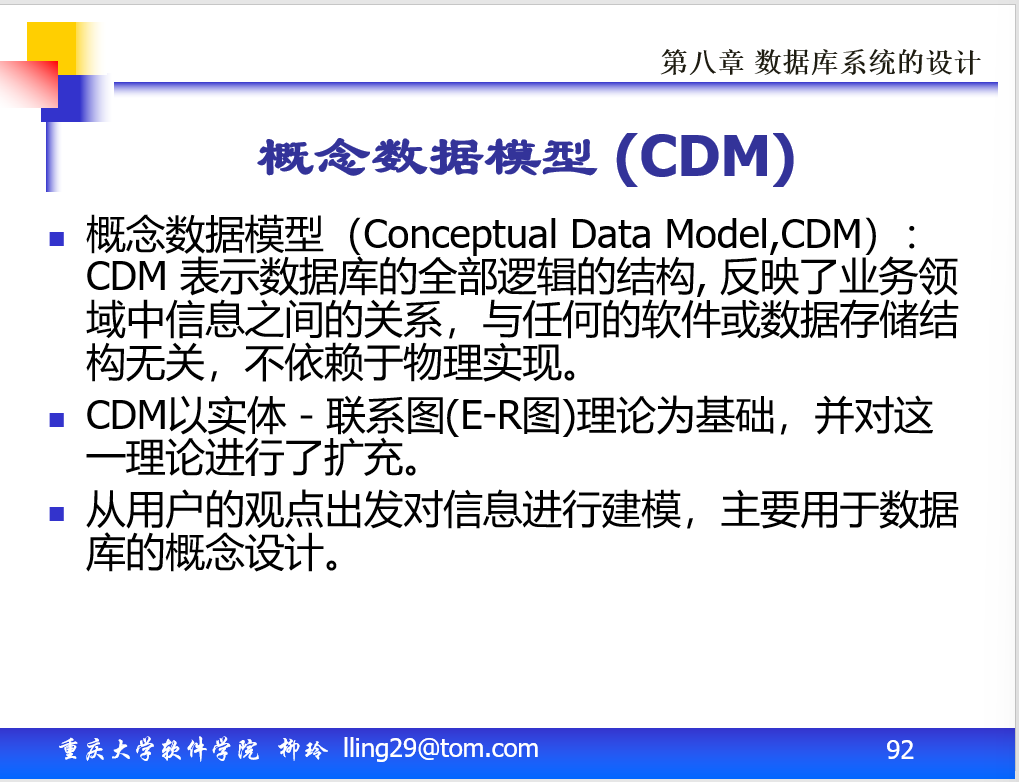 第八章 数据库系统的设计
概念数据模型 (CDM)
概念数据模型（Conceptual Data Model,CDM）：
CDM 表示数据库的全部逻辑的结构, 反映了业务领
域中信息之间的关系，与任何的软件或数据存储结
构无关，不依赖于物理实现。
CDM以实体－联系图(E-R图)理论为基础，并对这
一理论进行了扩充。
从用户的观点出发对信息进行建模，主要用于数据
库的概念设计。
重庆大学软件学院 柳玲 lling29@tom.com
92